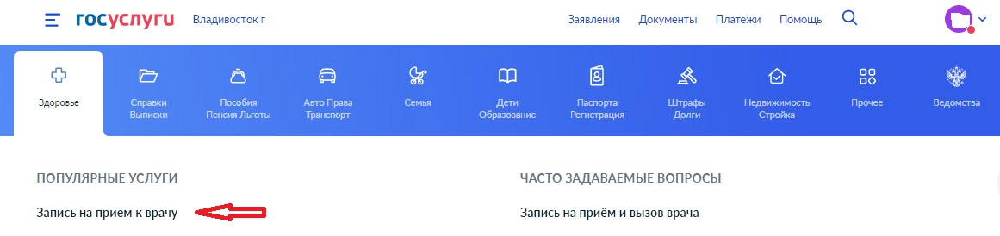 госуслуги Владивосток г Заявления Документы Платежи Помощь
Здоровье
Справки
Выписки
Пособия
Пенсия Льготы
Авто Права
Транспорт
Семья
Дети
Образование
Паспорта
Регистрация
Штрафы
Долги
Недвижимость
Стройка
Прочее
Ведомства
ПОПУЛЯРНЫЕ УСЛУГИ
Запись на прием к врачу
ЧАСТО ЗАДАВАЕМЫЕ ВОПРОСЫ
Запись на приём и вызов врача